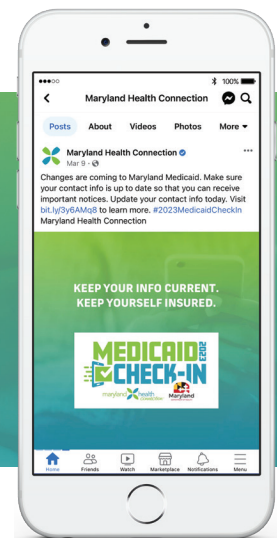 100%
Maryland Health Connection
Posts About Videos Photos More
Maryland Health Connection
Mar 9
Changes are coming to Maryland Medicaid. Make sure
your contact info is up to date so that you can receive
important notices. Update your contact info today. Visit
bit.ly/3y6AMq8 to learn more. #2023MedicaidCheckIn
Maryland Health Connection
KEEP YOUR INFO CURRENT.
KEEP YOURSELF INSURED.
MEDICAID 2023
CHECK-IN
maryland health connection Maryland
Home Friends Watch Marketplace Notifications Menu